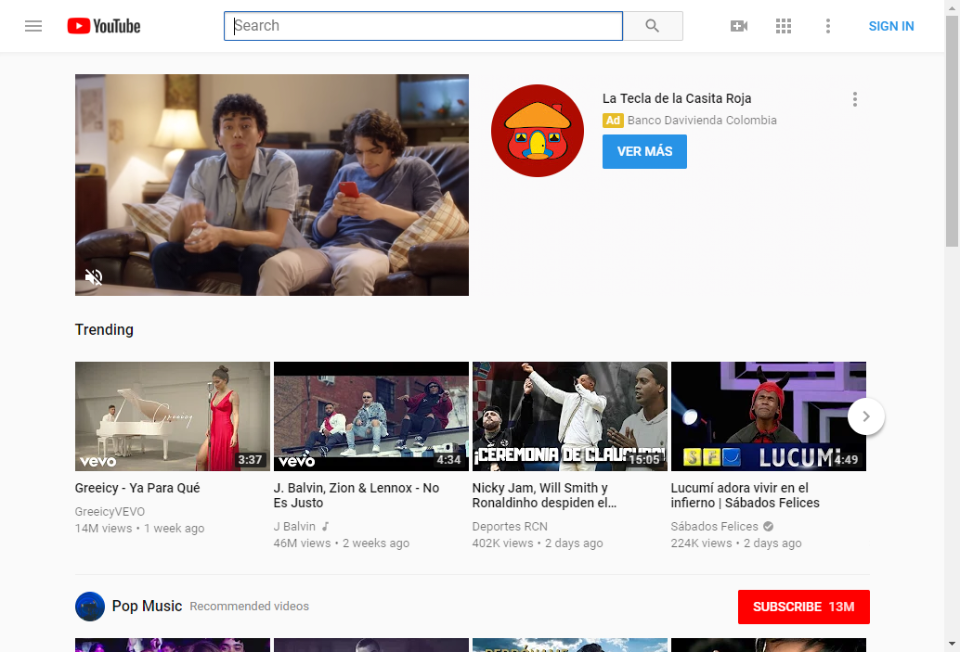 YouTube
Search
SIGN IN
La Tecla de la Casita Roja
Ad Banco Davivienda Colombia
VER MÁS
Trending
Greeicy
vevo
3:37
vevo
4:34
¡CEREMONIA DE CLAUSURA!
15:05
SFS LUCUMÍ
4:49
Greeicy - Ya Para Qué
GreeicyVEVO
14M views • 1 week ago
J. Balvin, Zion & Lennox - No
Es Justo
J Balvin
46M views • 2 weeks ago
Nicky Jam, Will Smith y
Ronaldinho despiden el...
Deportes RCN
402K views • 2 days ago
Lucumí adora vivir en el
infierno | Sábados Felices
Sábados Felices
224K views • 2 days ago
Pop Music Recommended videos
SUBSCRIBE 13M